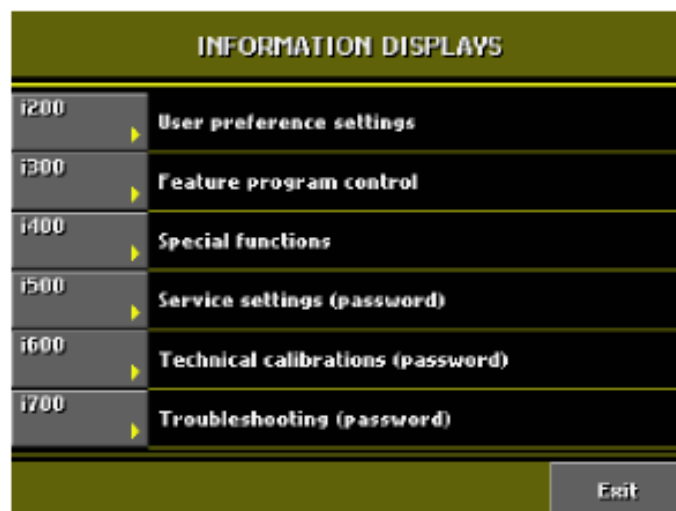 INFORMATION DISPLAYS
i200
User preference settings
i300
Feature program control
i400
Special functions
i500
Service settings (password)
i600
Technical calibrations (password)
i700
Troubleshooting (password)
Exit